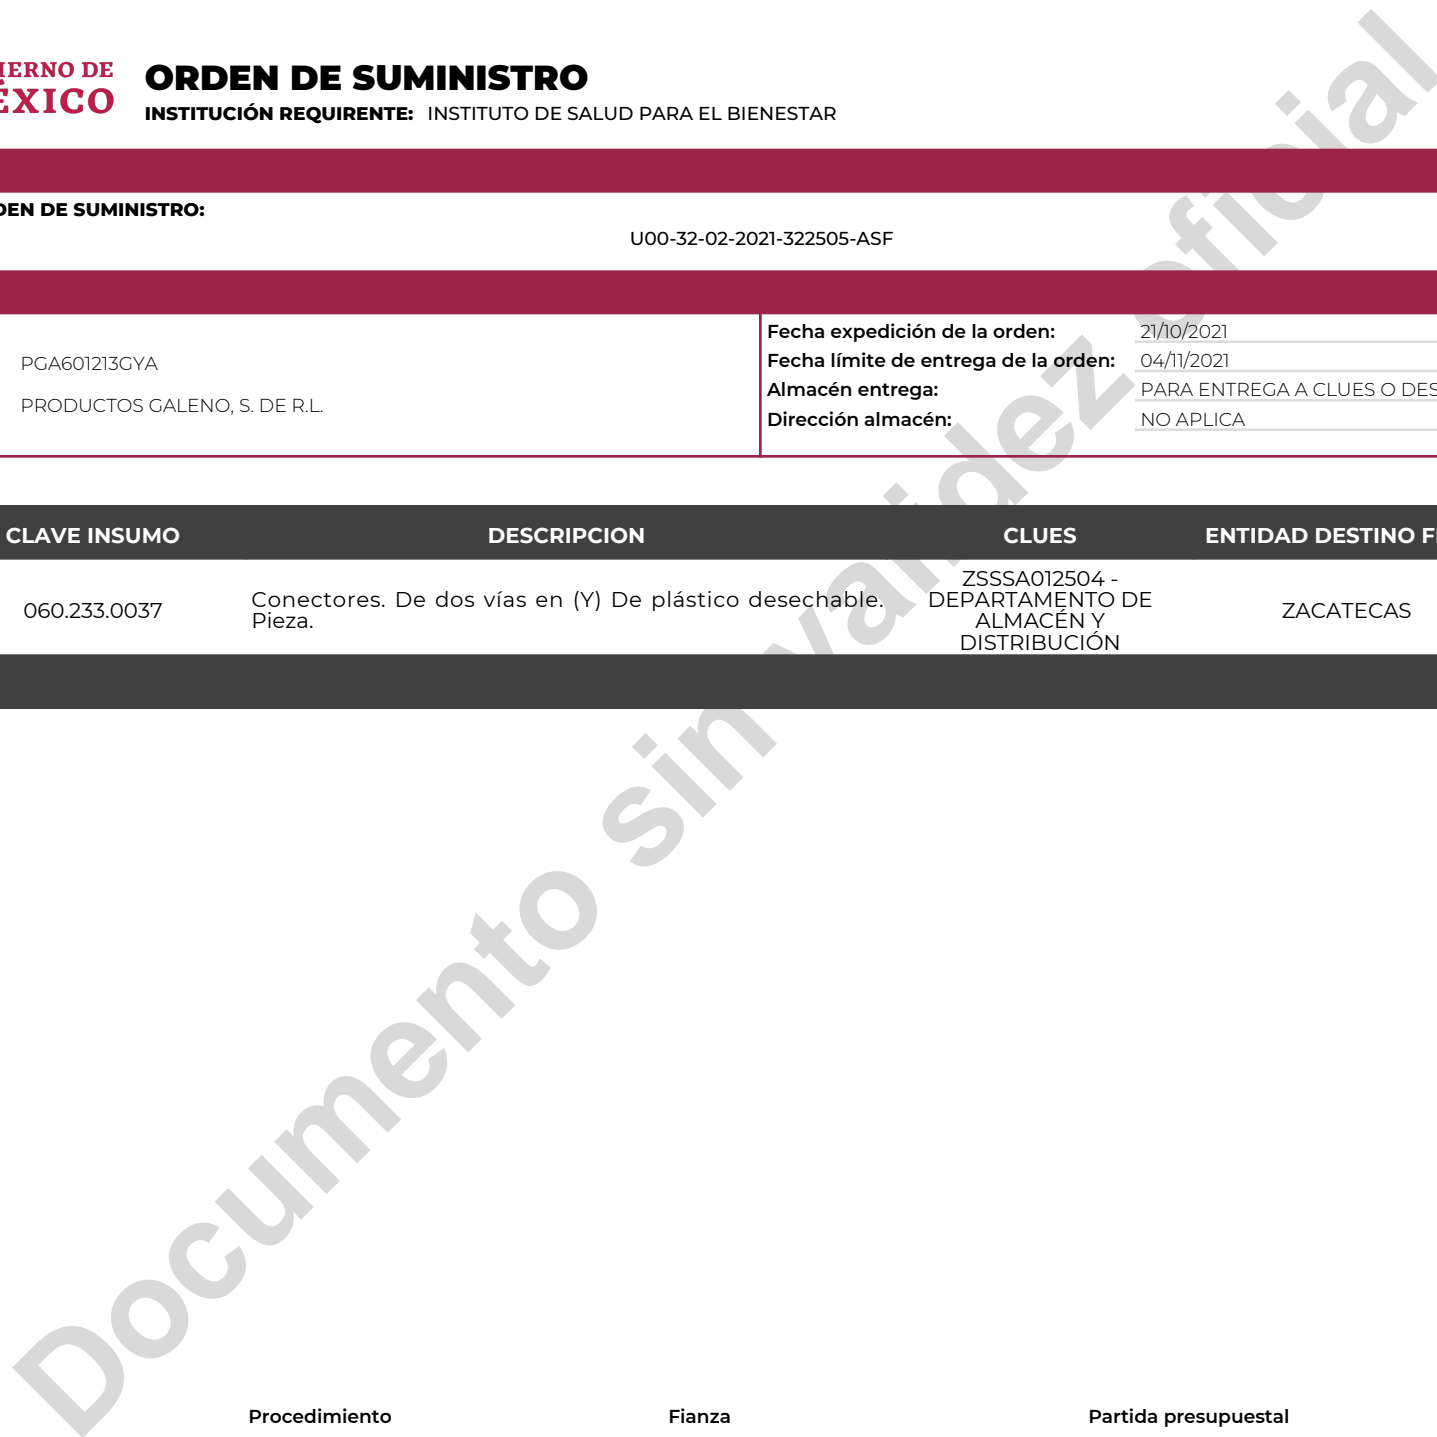 IERNO DE
ÉXICO
ORDEN DE SUMINISTRO
INSTITUCIÓN REQUIRENTE: INSTITUTO DE SALUD PARA EL BIENESTAR
DEN DE SUMINISTRO:
U00-32-02-2021-322505-ASF
PGA601213GYA
PRODUCTOS GALENO, S. DE R.L.
Fecha expedición de la orden: 21/10/2021
Fecha límite de entrega de la orden: 04/11/2021
Almacén entrega: PARA ENTREGA A CLUES O DES
Dirección almacén: NO APLICA
CLAVE INSUMO DESCRIPCION CLUES ENTIDAD DESTINO FI
060.233.0037
Conectores. De dos vías en (Y) De plástico desechable.
Pieza.
ZSSSA012504 -
DEPARTAMENTO DE
ALMACÉN Y
DISTRIBUCIÓN
ZACATECAS
Documento sin validez oficial
Procedimiento Fianza Partida presupuestal